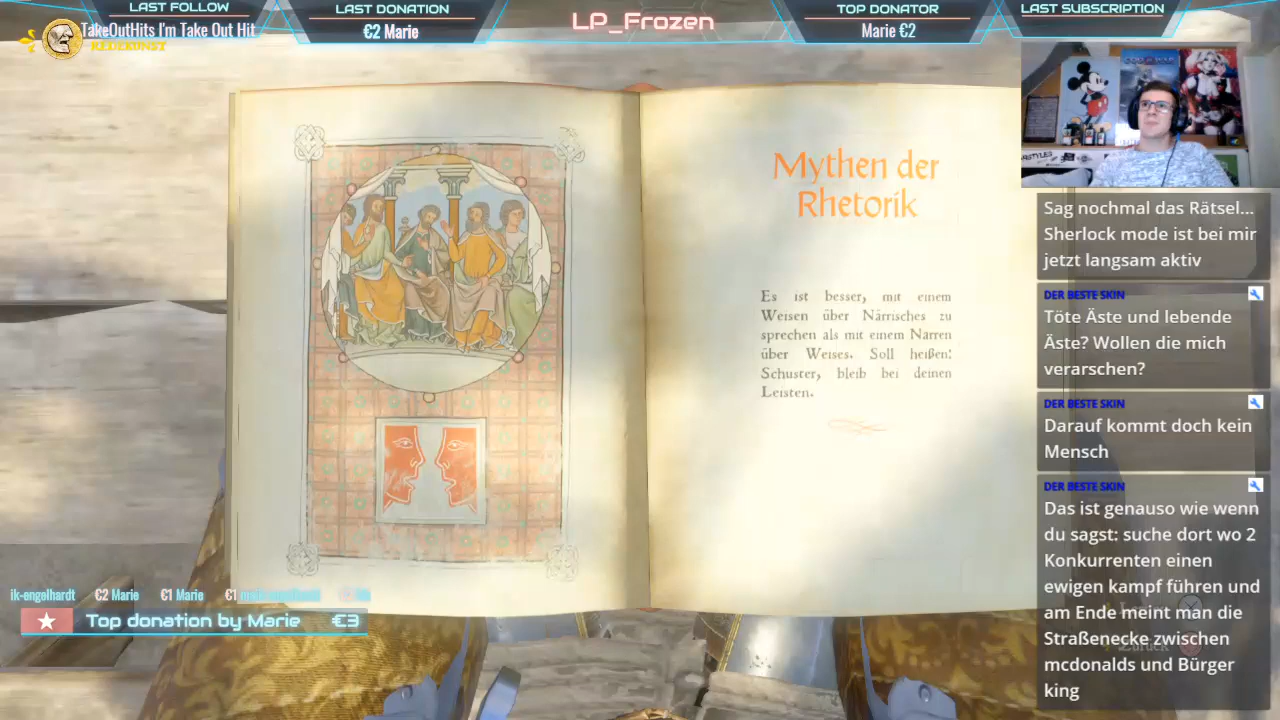 LAST FOLLOW
TakeOutHits I'm Take Out Hit
REDEKUNST
LAST DONATION
€2 Marie
LP_Frozen
TOP DONATOR
Marie €2
LAST SUBSCRIPTION
Mythen der
Rhetorik
Es ist besser, mit einem
Weisen über Närrisches zu
sprechen als mit einem Narren
über Weises. Soll heißen:
Schuster, bleib bei deinen
Leisten.
Sag nochmal das Rätsel...
Sherlock mode ist bei mir
jetzt langsam aktiv
DER BESTE SKIN
Töte Äste und lebende
Äste? Wollen die mich
verarschen?
DER BESTE SKIN
Darauf kommt doch kein
Mensch
DER BESTE SKIN
Das ist genauso wie wenn
du sagst: suche dort wo 2
Konkurrenten einen
ewigen kampf führen und
am Ende meint man die
Straßenecke zwischen
mcdonalds und Bürger
king
Zurück
ik-engelhardt €2 Marie €1 Marie €1
Top donation by Marie €3